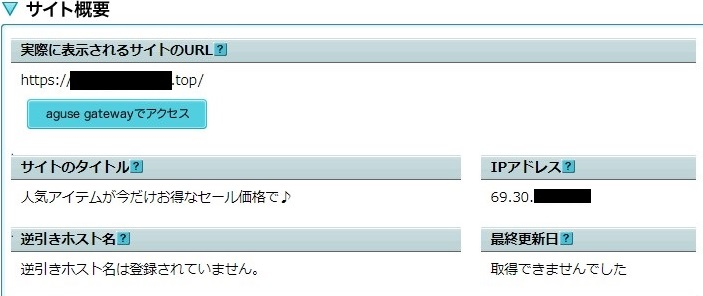 サイト概要
実際に表示されるサイトのURL?
https://.top/
aguse gatewayでアクセス
サイトのタイトル?
IPアドレス?
人気アイテムが今だけお得なセール価格で♪
69.30.
逆引きホスト名?
最終更新日?
逆引きホスト名は登録されていません。
取得できませんでした